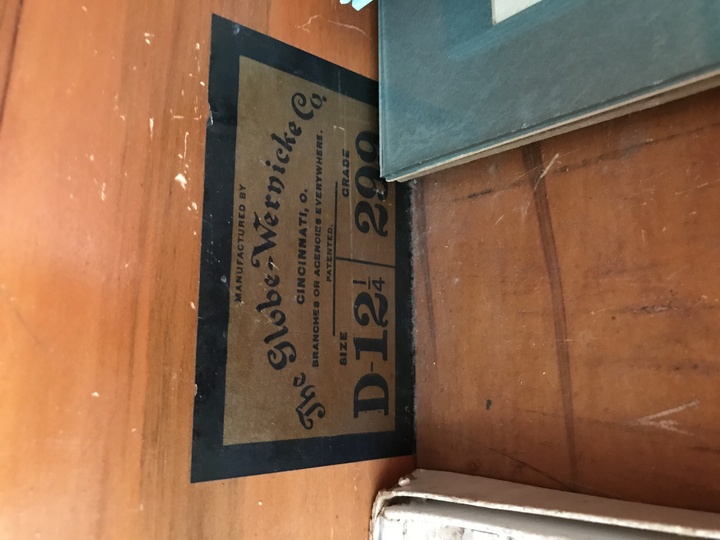 MANUFACTURED BY
The Globe-Wernicke Co.
CINCINNATI, O.
BRANCHES OR AGENCIES EVERYWHERE.
PATENTED.
SIZE GRADE
D-12¼ 299